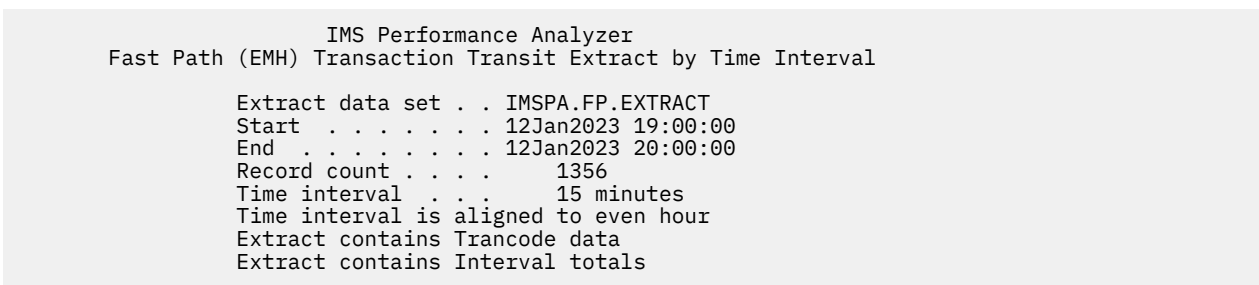 IMS Performance Analyzer
Fast Path (EMH) Transaction Transit Extract by Time Interval
Extract data set . . IMSPA.FP.EXTRACT
Start . . . . . . . 12Jan2023 19:00:00
End . . . . . . . . 12Jan2023 20:00:00
Record count . . . . 1356
Time interval . . . 15 minutes
Time interval is aligned to even hour
Extract contains Trancode data
Extract contains Interval totals